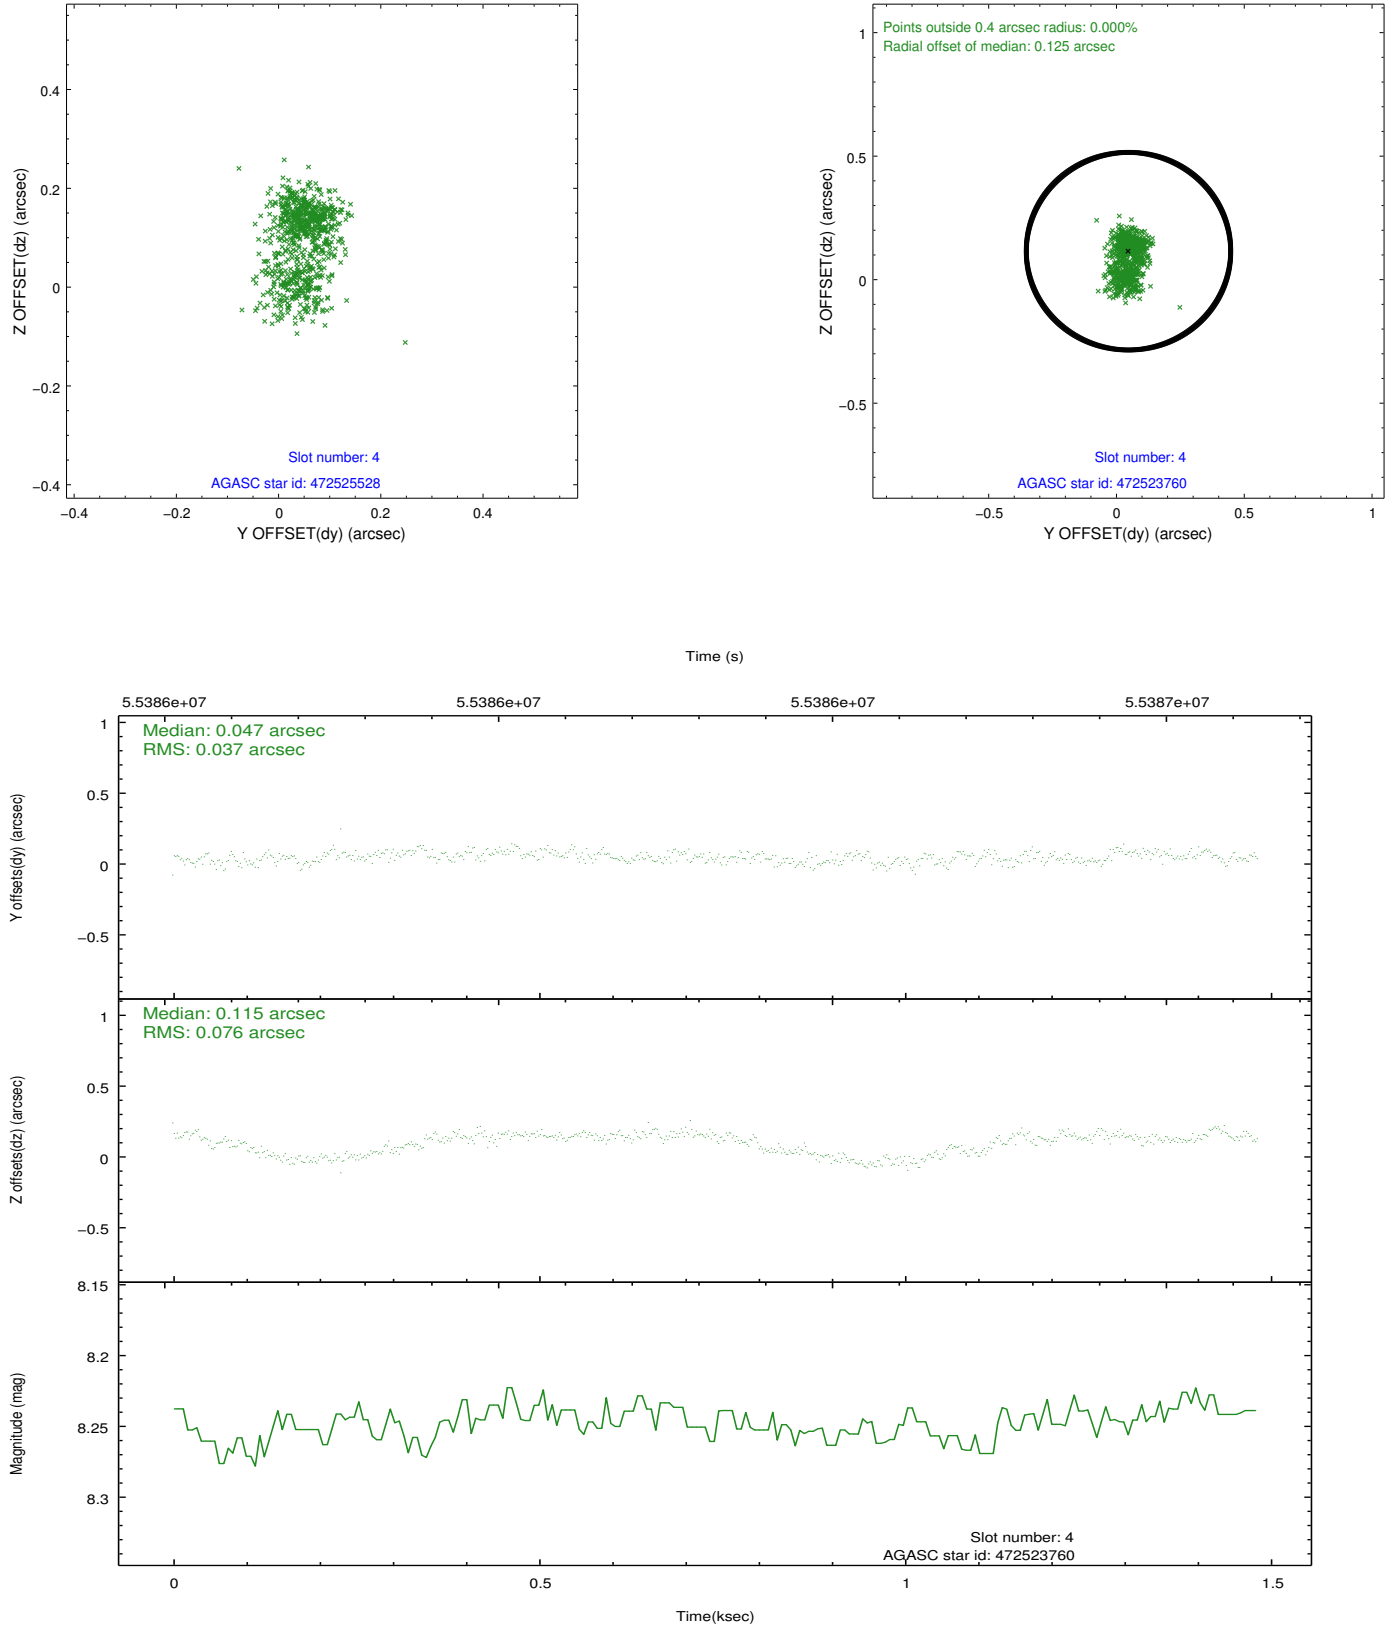 0.4
0.2
0
−0.2
−0.4
−0.4
−0.2
0
0.2
0.4
Z OFFSET(dz) (arcsec)
Y OFFSET(dy) (arcsec)
Slot number: 4
AGASC star id: 472525528
Points outside 0.4 arcsec radius: 0.000%
Radial offset of median: 0.125 arcsec
1
0.5
0
−0.5
−0.5
0
0.5
1
Z OFFSET(dz) (arcsec)
Y OFFSET(dy) (arcsec)
Slot number: 4
AGASC star id: 472523760
Time (s)
5.5386e+07
5.5386e+07
5.5386e+07
5.5387e+07
Median: 0.047 arcsec
RMS: 0.037 arcsec
1
0.5
0
−0.5
Y offsets(dy) (arcsec)
Median: 0.115 arcsec
RMS: 0.076 arcsec
1
0.5
0
−0.5
Z offsets(dz) (arcsec)
8.15
8.2
8.25
8.3
Magnitude (mag)
Slot number: 4
AGASC star id: 472523760
0
0.5
1
1.5
Time(ksec)